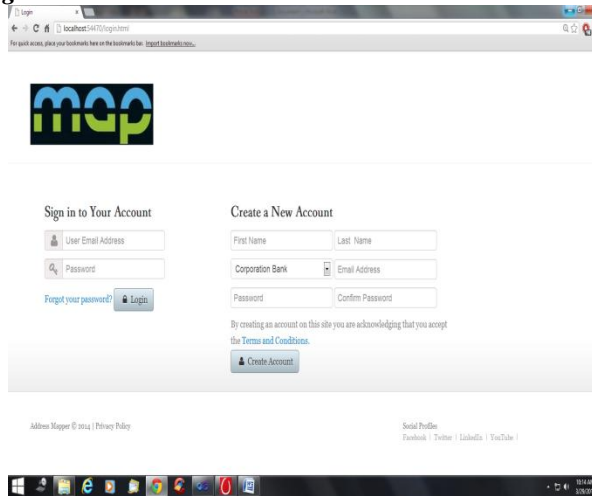 g
Login
localhost:54470/login.html
For quick access, place your bookmarks here on the bookmarks bar. Import bookmarks now...
map
Sign in to Your Account
User Email Address
Password
Forgot your password?
Login
Create a New Account
First Name
Last Name
Corporation Bank
Email Address
Password
Confirm Password
By creating an account on this site you are acknowledging that you accept
the Terms and Conditions.
Create Account
Address Mapper © 2014 | Privacy Policy
Social Profiles
Facebook | Twitter | LinkedIn | YouTube |